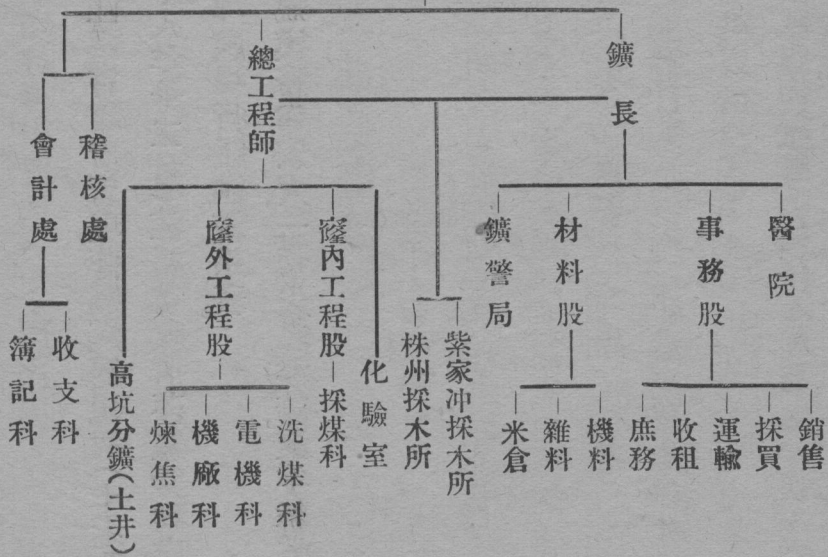 鑛長
總工程師
稽核處
會計處
醫院
事務股
材料股
鑛警局
化驗室
窿內工程股
採煤科
窿外工程股
高坑分鑛(土井)
紫家冲採木所
株州採木所
銷售
採買
運輸
收租
庶務
機料
雜料
米倉
洗煤科
電機科
機廠科
煉焦科
收支科
簿記科